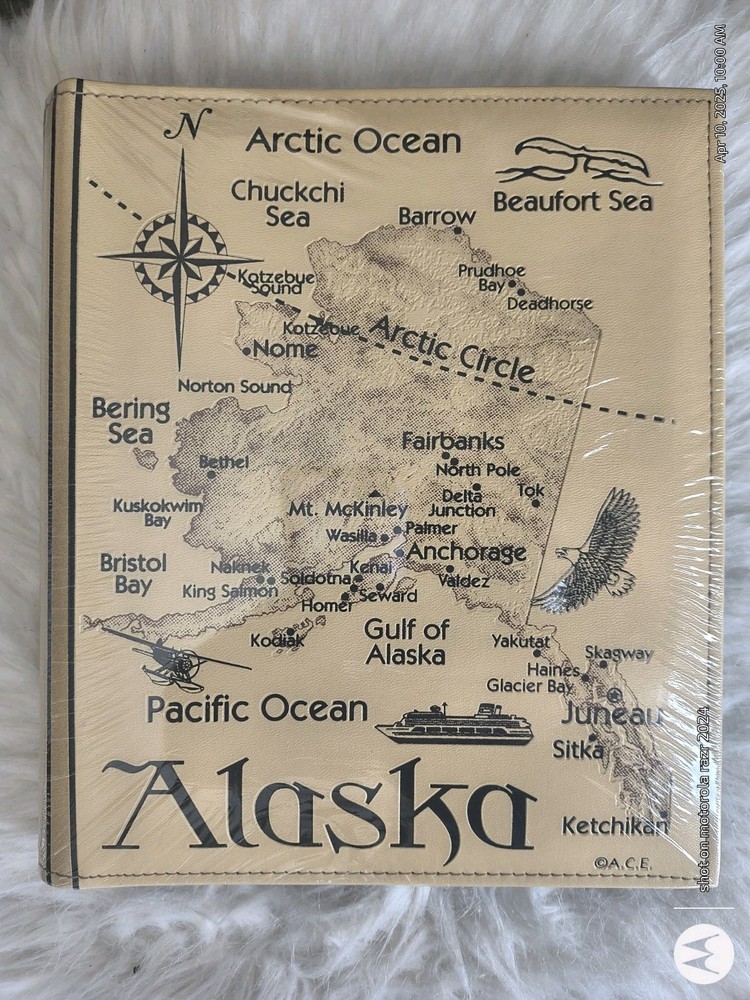 N
Arctic Ocean
Chuckchi
Sea
Beaufort Sea
Barrow
Prudhoe
Bay
Deadhorse
Kotzebue
Sound
Kotzebue
Arctic Circle
Nome
Norton Sound
Bering
Sea
Fairbanks
North Pole
Bethel
Delta
Junction
Tok
Mt. McKinley
Kuskokwim
Bay
Palmer
Wasilla
Anchorage
Bristol
Bay
Naknek
King Salmon
Kenai
Soldotna
Valdez
Homer
Seward
Kodiak
Gulf of
Alaska
Yakutat
Skagway
Haines
Glacier Bay
Pacific Ocean
Juneau
Sitka
Alaska
Ketchikan
©A.C.E.
Apr 10, 2025, 10:00 AM
shot on motorola razr 2024